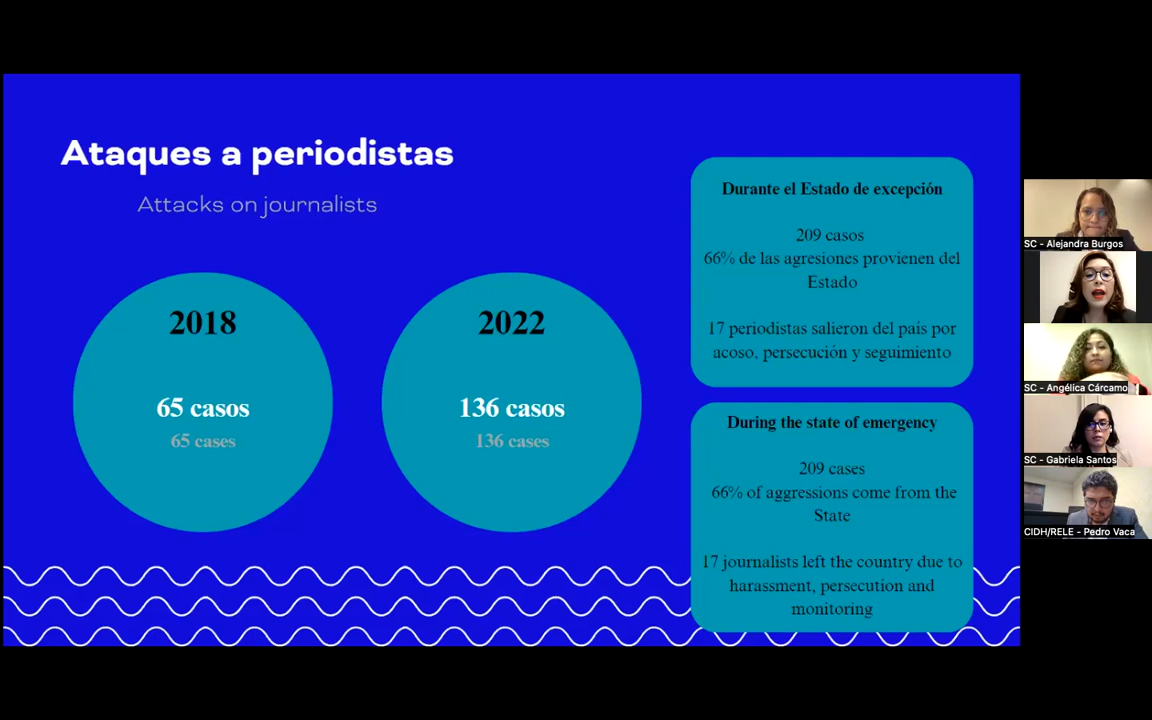 Ataques a periodistas
Attacks on journalists
2018
65 casos
65 cases
2022
136 casos
136 cases
Durante el Estado de excepción
209 casos
66% de las agresiones provienen del
Estado
17 periodistas salieron del país por
acoso, persecución y seguimiento
During the state of emergency
209 cases
66% of aggressions come from the
State
17 journalists left the country due to
harassment, persecution and
monitoring
SC - Alejandra Burgos
SC - Angélica Cárcamo
SC - Gabriela Santos
CIDH/RELE - Pedro Vaca